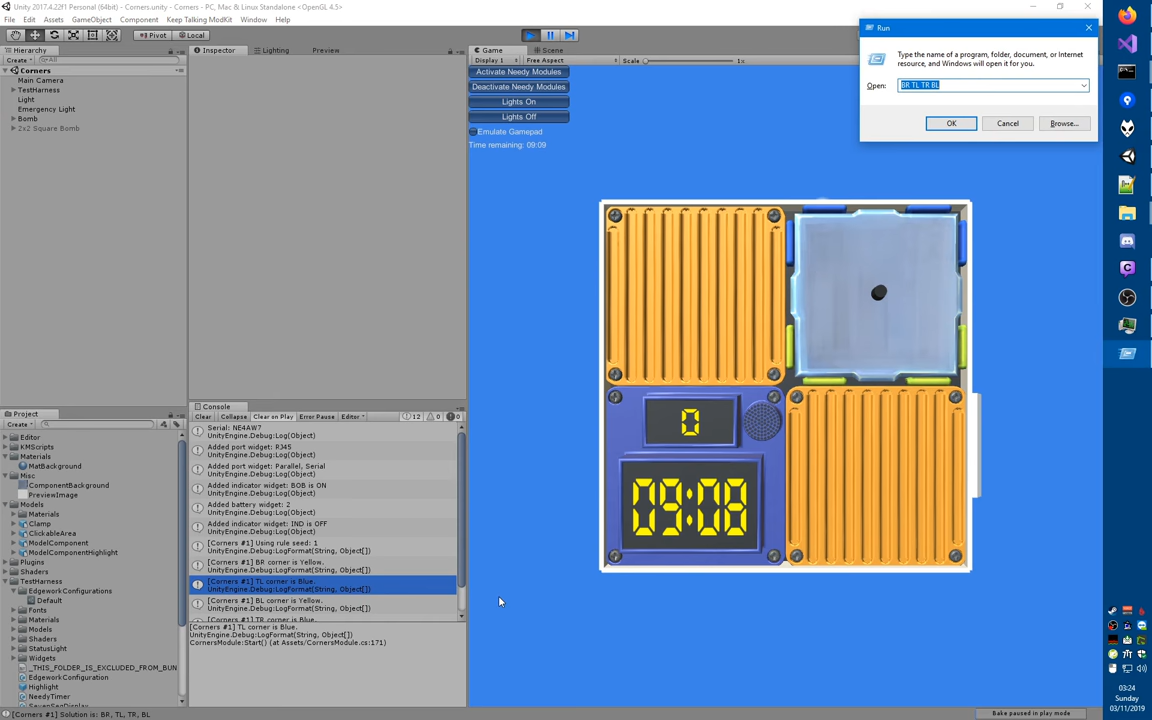 Unity 2017.4.22f1 Personal (64bit) - Corners.unity - Corners - PC, Mac & Linux Standalone <OpenGL 4.5>
File Edit Assets GameObject Component Keep Talking ModKit Window Help
Pivot Local
Hierarchy
Create
All
Corners
Main Camera
TestHarness
Light
Emergency Light
Bomb
2x2 Square Bomb
Inspector Lighting Preview
Game Scene
Display 1 Free Aspect Scale 1x
Activate Needy Modules
Deactivate Needy Modules
Lights On
Lights Off
Emulate Gamepad
Time remaining: 09:09
Run
Type the name of a program, folder, document, or Internet
resource, and Windows will open it for you.
Open: BR TL TR BL
OK Cancel Browse...
0
09:08
Project
Create
Editor
KMScripts
Materials
MatBackground
Misc
ComponentBackground
PreviewImage
Models
Materials
Clamp
ClickableArea
ModelComponent
ModelComponentHighlight
Plugins
Shaders
TestHarness
EdgeworkConfigurations
Default
Fonts
Materials
Models
Shaders
StatusLight
Widgets
_THIS_FOLDER_IS_EXCLUDED_FROM_BUN
EdgeworkConfiguration
Highlight
NeedyTimer
SevenSegDisplay
Console
Clear Collapse Clear on Play Error Pause Editor 12 0 0
Serial: NE4AW7
UnityEngine.Debug:Log(Object)
Added port widget: RJ45
UnityEngine.Debug:Log(Object)
Added port widget: Parallel, Serial
UnityEngine.Debug:Log(Object)
Added indicator widget: BOB is ON
UnityEngine.Debug:Log(Object)
Added battery widget: 2
UnityEngine.Debug:Log(Object)
Added indicator widget: IND is OFF
UnityEngine.Debug:Log(Object)
[Corners #1] Using rule seed: 1
UnityEngine.Debug:LogFormat(String, Object[])
[Corners #1] BR corner is Yellow.
UnityEngine.Debug:LogFormat(String, Object[])
[Corners #1] TL corner is Blue.
UnityEngine.Debug:LogFormat(String, Object[])
[Corners #1] BL corner is Yellow.
UnityEngine.Debug:LogFormat(String, Object[])
[Corners #1] TR corner is Blue.
[Corners #1] TL corner is Blue.
UnityEngine.Debug:LogFormat(String, Object[])
CornersModule:Start() (at Assets/CornersModule.cs:171)
[Corners #1] Solution is: BR, TL, TR, BL
Bake paused in play mode
03:24
Sunday
03/11/2019